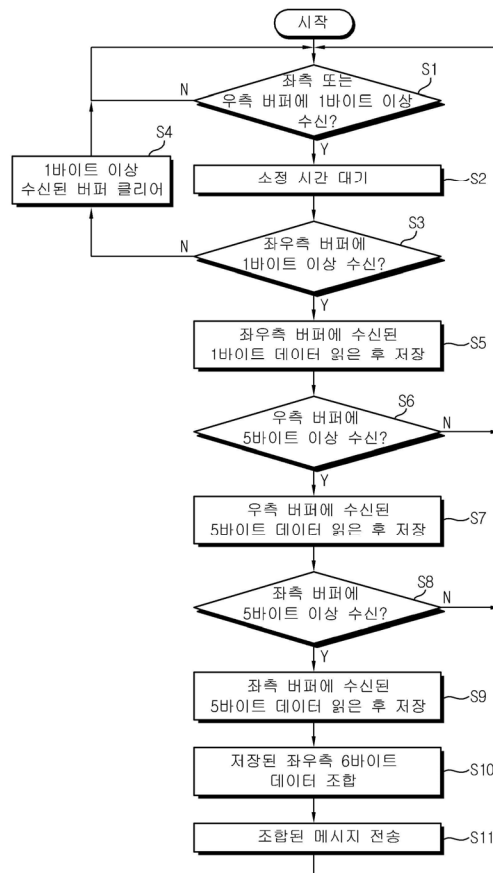 시작
S1
좌측 또는
우측 버퍼에 1바이트 이상
수신?
N
Y
S4
1바이트 이상
수신된 버퍼 클리어
소정 시간 대기
S2
S3
좌우측 버퍼에
1바이트 이상 수신?
N
Y
좌우측 버퍼에 수신된
1바이트 데이터 읽은 후 저장
S5
S6
우측 버퍼에
5바이트 이상 수신?
N
Y
우측 버퍼에 수신된
5바이트 데이터 읽은 후 저장
S7
S8
좌측 버퍼에
5바이트 이상 수신?
N
Y
좌측 버퍼에 수신된
5바이트 데이터 읽은 후 저장
S9
저장된 좌우측 6바이트
데이터 조합
S10
조합된 메시지 전송
S11